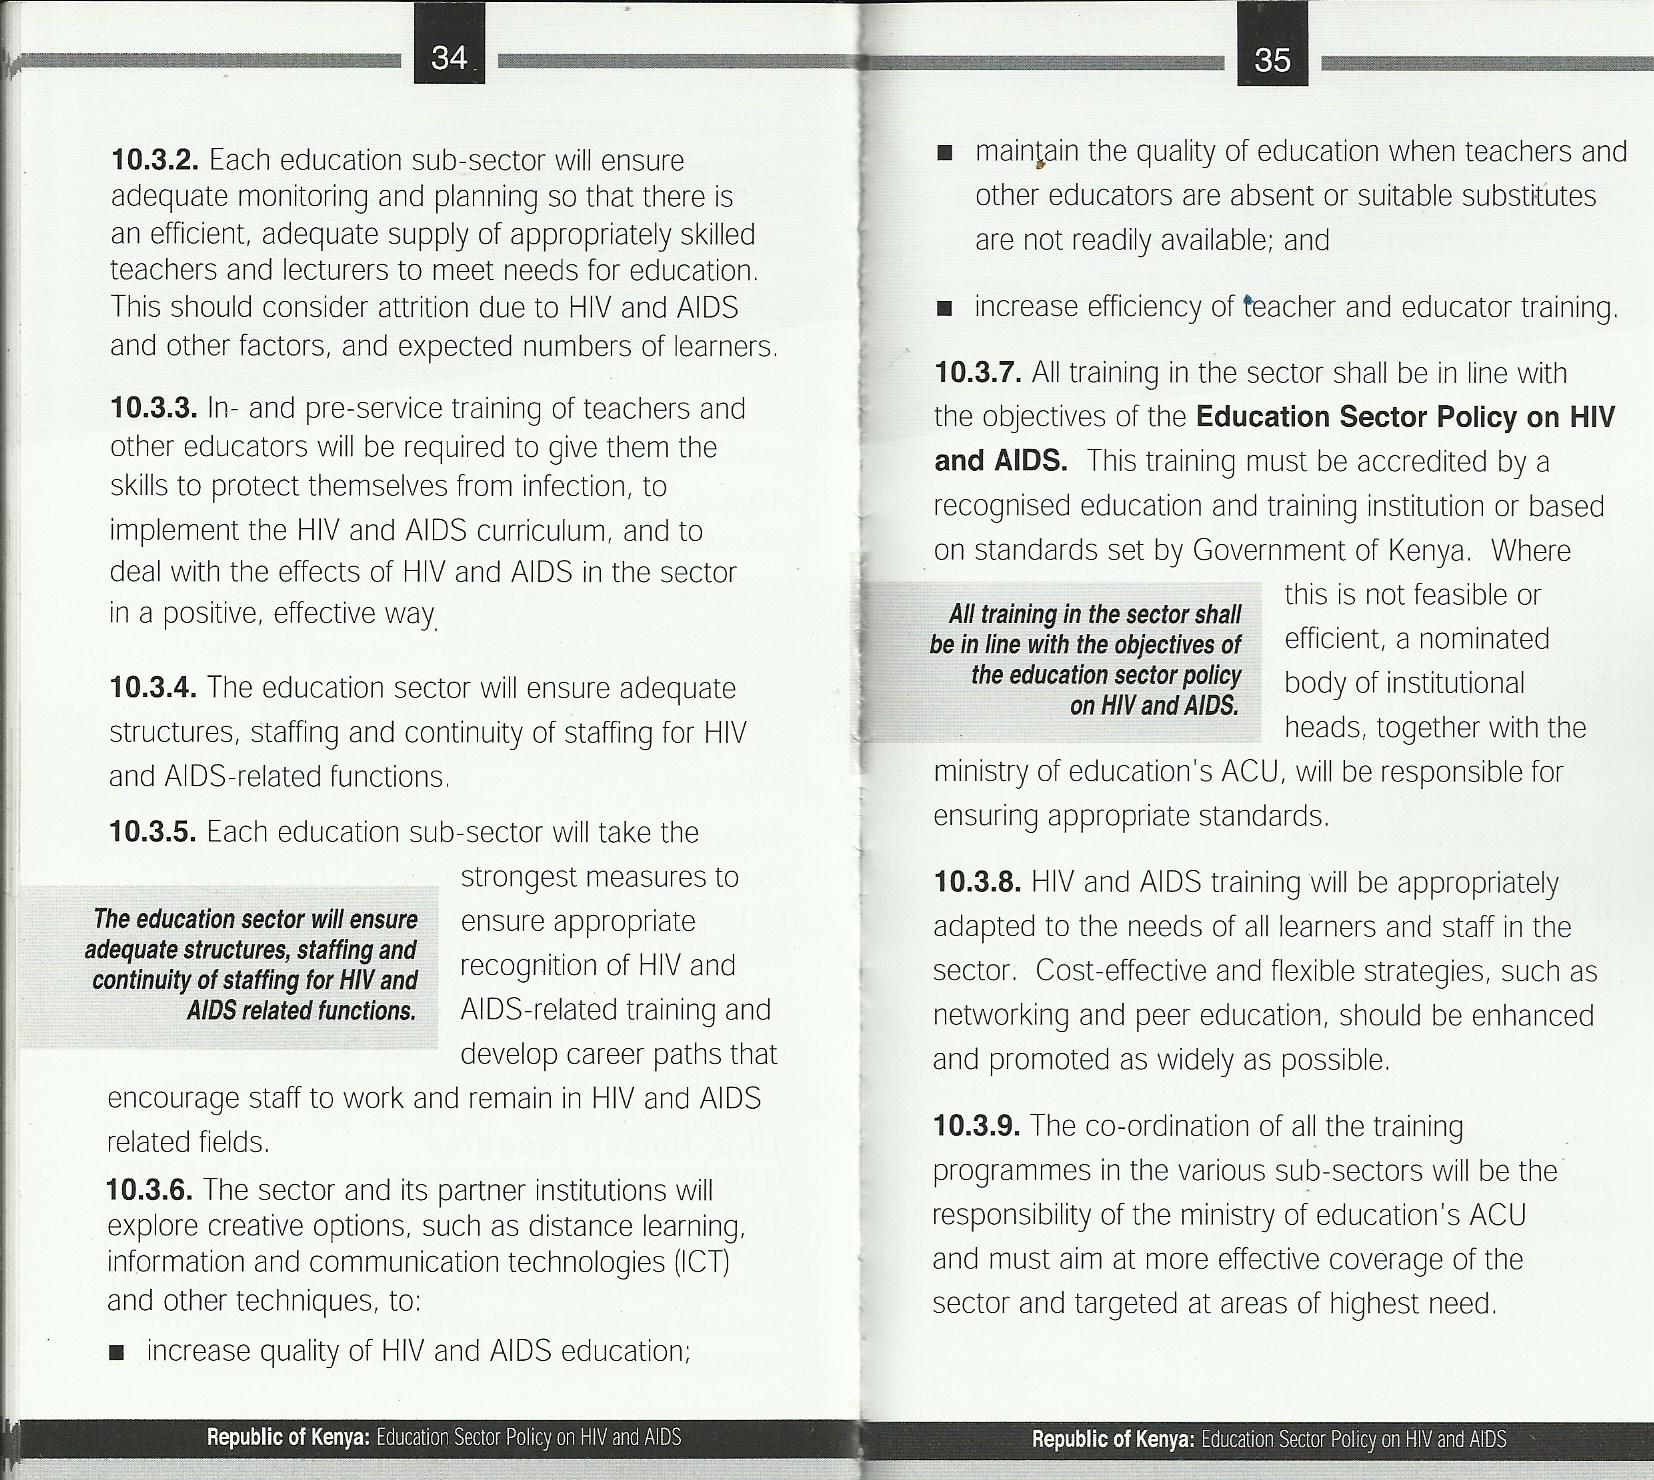 34
10.3.2. Each education sub-sector will ensure
adequate monitoring and planning so that there is
an efficient, adequate supply of appropriately skilled
teachers and lecturers to meet needs for education.
This should consider attrition due to HIV and AIDS
and other factors, and expected numbers of learners.
10.3.3. In- and pre-service training of teachers and
other educators will be required to give them the
skills to protect themselves from infection, to
implement the HIV and AIDS curriculum, and to
deal with the effects of HIV and AIDS in the sector
in a positive, effective way.
10.3.4. The education sector will ensure adequate
structures, staffing and continuity of staffing for HIV
and AIDS-related functions.
10.3.5. Each education sub-sector will take the
strongest measures to
ensure appropriate
recognition of HIV and
AIDS-related training and
develop career paths that
encourage staff to work and remain in HIV and AIDS
related fields.
The education sector will ensure
adequate structures, staffing and
continuity of staffing for HIV and
AIDS related functions.
10.3.6. The sector and its partner institutions will
explore creative options, such as distance learning,
information and communication technologies (ICT)
and other techniques, to:
■ increase quality of HIV and AIDS education;
Republic of Kenya: Education Sector Policy on HIV and AIDS
35
■ maintain the quality of education when teachers and
other educators are absent or suitable substitutes
are not readily available; and
■ increase efficiency of teacher and educator training.
10.3.7. All training in the sector shall be in line with
the objectives of the Education Sector Policy on HIV
and AIDS. This training must be accredited by a
recognised education and training institution or based
on standards set by Government of Kenya. Where
this is not feasible or
efficient, a nominated
body of institutional
heads, together with the
ministry of education's ACU, will be responsible for
ensuring appropriate standards.
All training in the sector shall
be in line with the objectives of
the education sector policy
on HIV and AIDS.
10.3.8. HIV and AIDS training will be appropriately
adapted to the needs of all learners and staff in the
sector. Cost-effective and flexible strategies, such as
networking and peer education, should be enhanced
and promoted as widely as possible.
10.3.9. The co-ordination of all the training
programmes in the various sub-sectors will be the
responsibility of the ministry of education's ACU
and must aim at more effective coverage of the
sector and targeted at areas of highest need.
Republic of Kenya: Education Sector Policy on HIV and AIDS